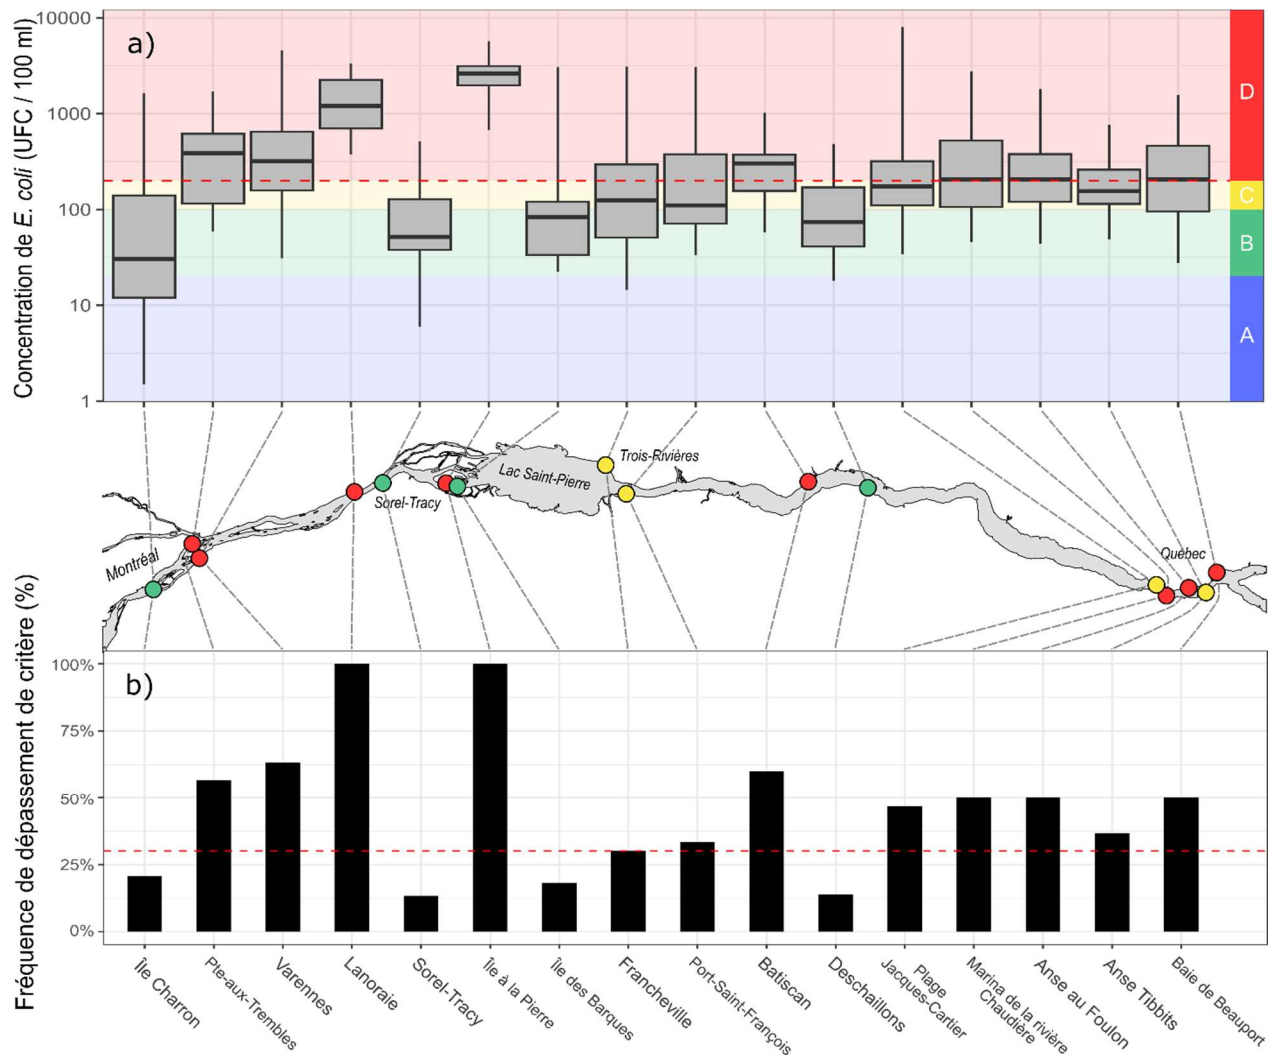 a)
Concentration de E. coli (UFC / 100 ml)
10000
1000
100
10
1
D
C
B
A
Montréal
Sorel-Tracy
Lac Saint-Pierre
Trois-Rivières
Québec
b)
Fréquence de dépassement de critère (%)
100%
75%
50%
25%
0%
Île Charron
Pte-aux-Trembles
Varennes
Lanoraie
Sorel-Tracy
Île à la Pierre
Île des Barques
Francheville
Port-Saint-François
Batiscan
Deschaillons
Plage
Jacques-Cartier
Marina de la rivière
Chaudière
Anse au Foulon
Anse Tibbits
Baie de Beauport